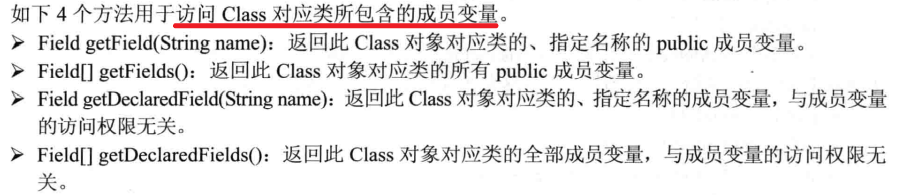 如下 4 个方法用于访问 Class 对应类所包含的成员变量。
➢ Field getField(String name)：返回此 Class 对象对应类的、指定名称的 public 成员变量。
➢ Field[] getFields()：返回此 Class 对象对应类的所有 public 成员变量。
➢ Field getDeclaredField(String name)：返回此 Class 对象对应类的、指定名称的成员变量，与成员变量
的访问权限无关。
➢ Field[] getDeclaredFields()：返回此 Class 对象对应类的全部成员变量，与成员变量的访问权限无
关。